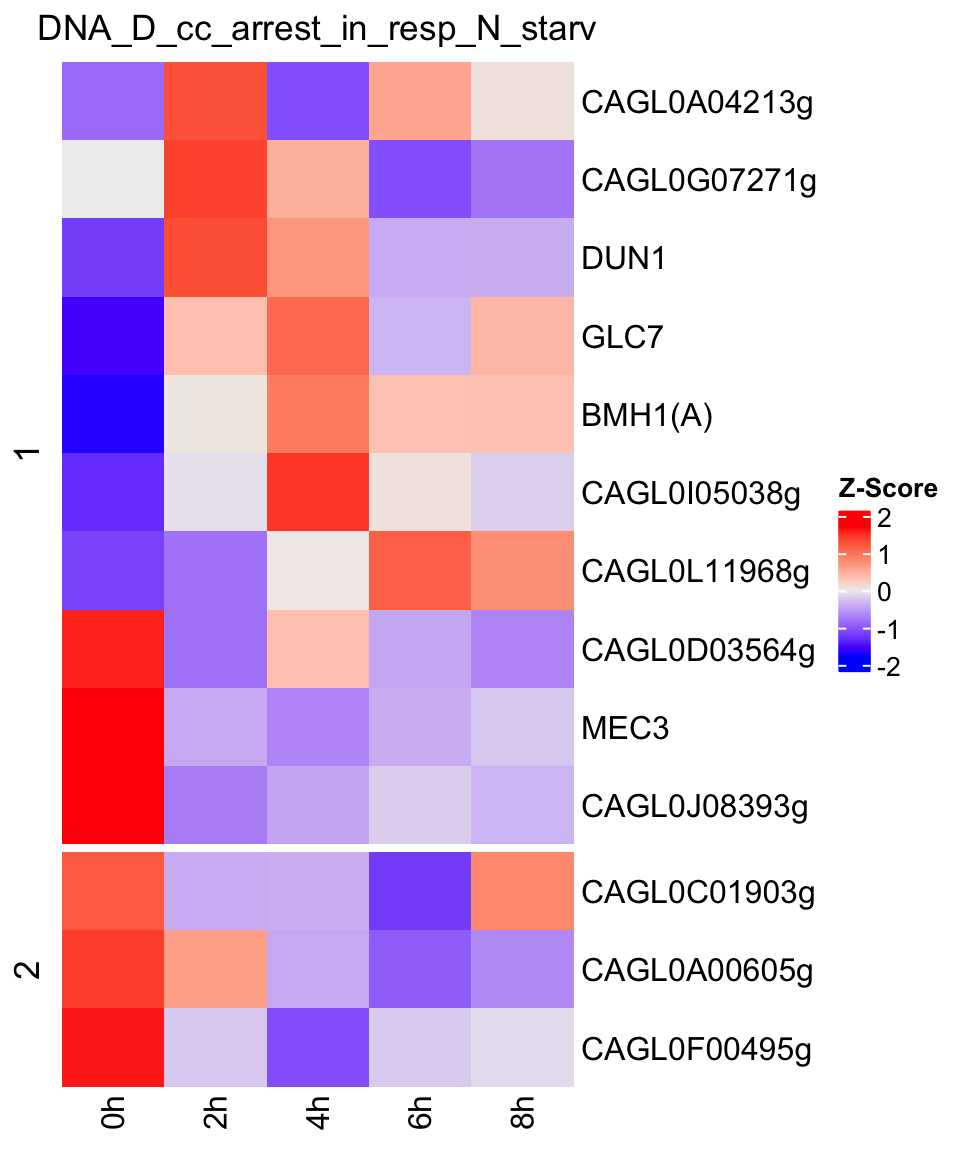 DNA_D_cc_arrest_in_resp_N_starv
1
CAGL0A04213g
CAGL0G07271g
DUN1
GLC7
BMH1(A)
CAGL0I05038g
CAGL0L11968g
CAGL0D03564g
MEC3
CAGL0J08393g
2
CAGL0C01903g
CAGL0A00605g
CAGL0F00495g
0h 2h 4h 6h 8h
Z-Score
2
1
0
-1
-2